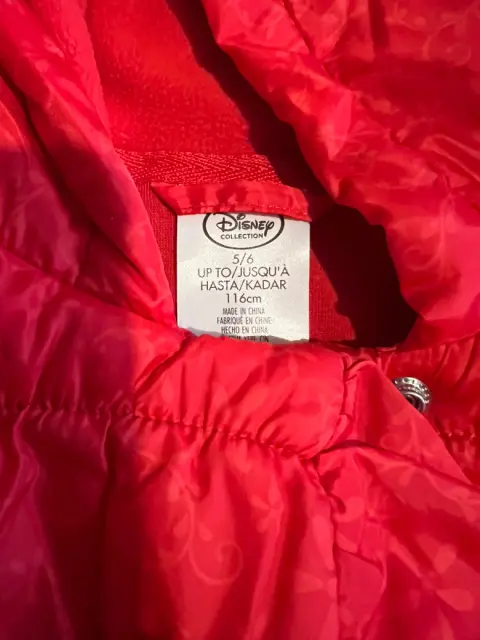 Disney
COLLECTION
5/6
UP TO/JUSQU'À
HASTA/KADAR
116cm
MADE IN CHINA
FABRIQUÉ EN CHINE
HECHO EN CHINA